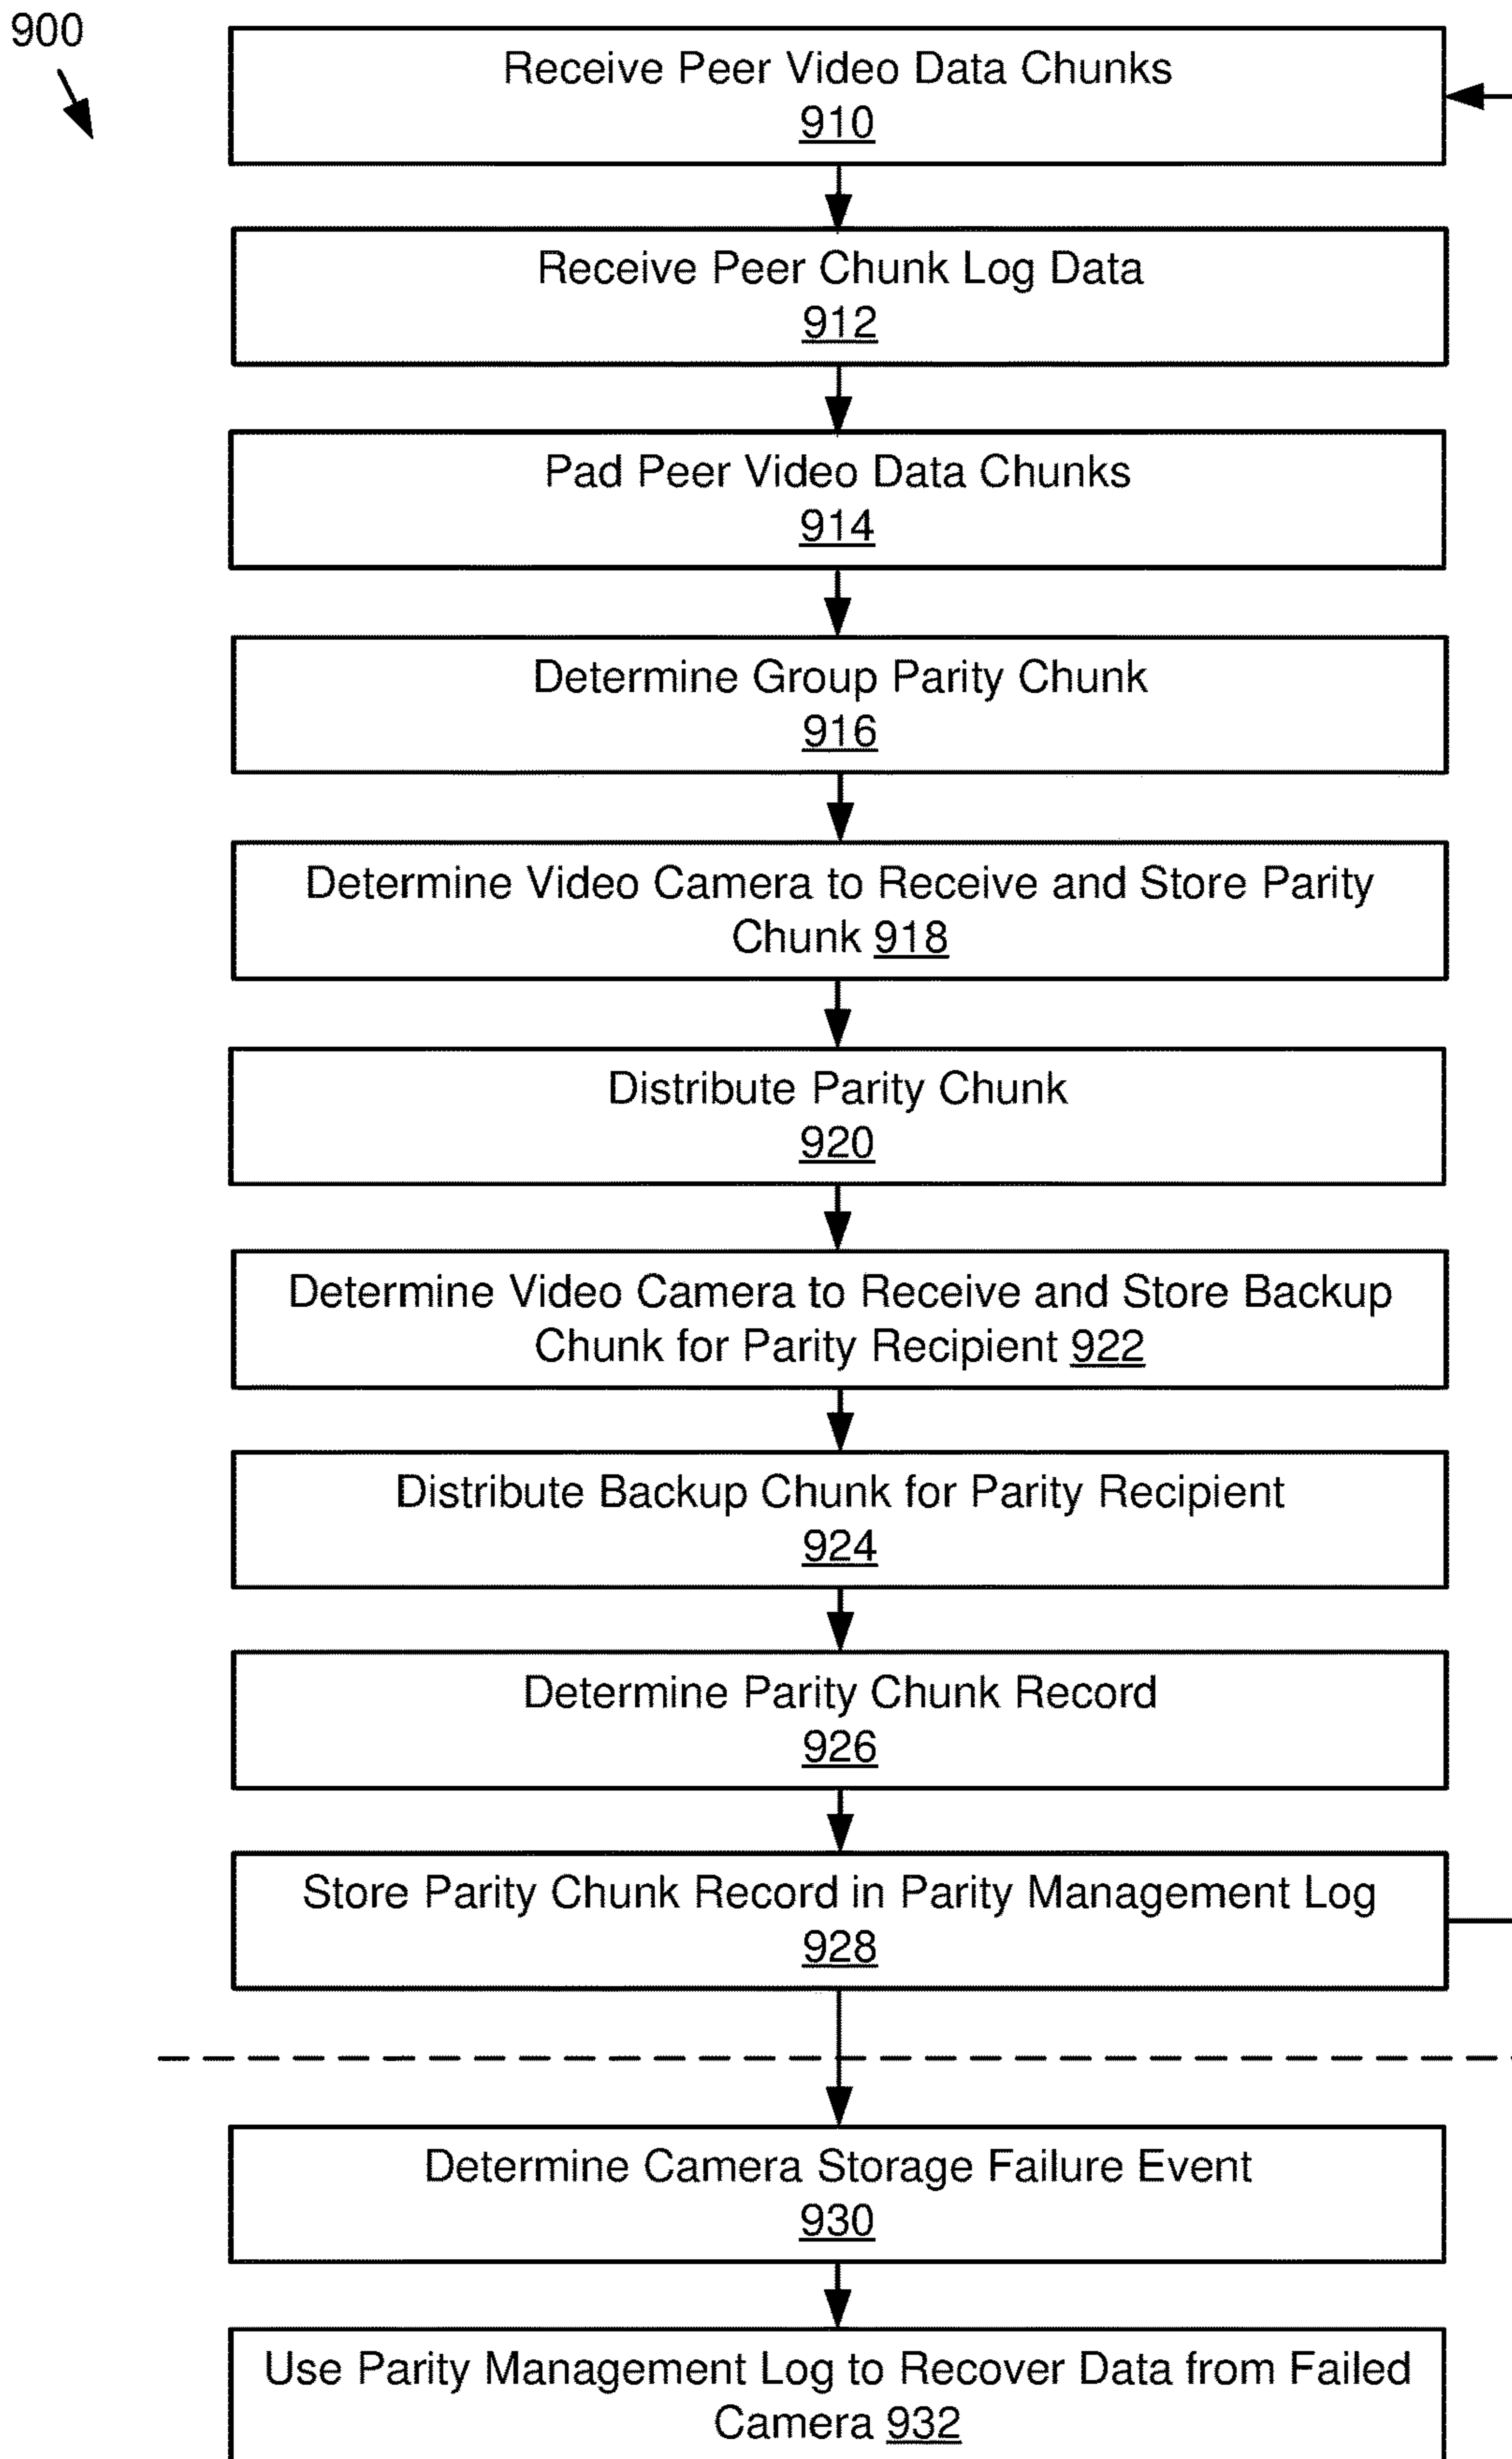 900
Receive Peer Video Data Chunks
910
Receive Peer Chunk Log Data
912
Pad Peer Video Data Chunks
914
Determine Group Parity Chunk
916
Determine Video Camera to Receive and Store Parity
Chunk 918
Distribute Parity Chunk
920
Determine Video Camera to Receive and Store Backup
Chunk for Parity Recipient 922
Distribute Backup Chunk for Parity Recipient
924
Determine Parity Chunk Record
926
Store Parity Chunk Record in Parity Management Log
928
Determine Camera Storage Failure Event
930
Use Parity Management Log to Recover Data from Failed
Camera 932